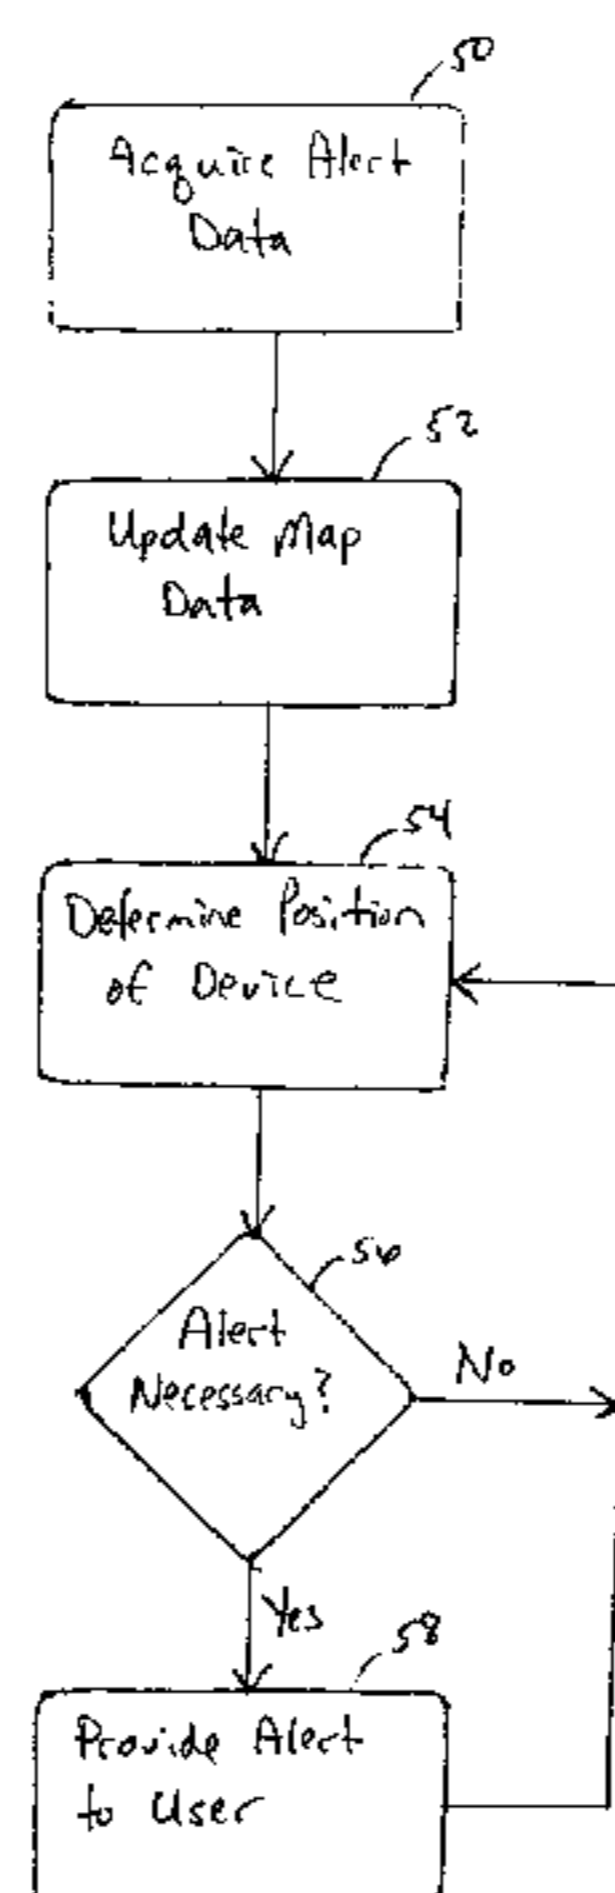 50
Acquire Alert
Data
52
Update Map
Data
54
Determine Position
of Device
56
Alert
Necessary?
No
Yes
58
Provide Alert
to User